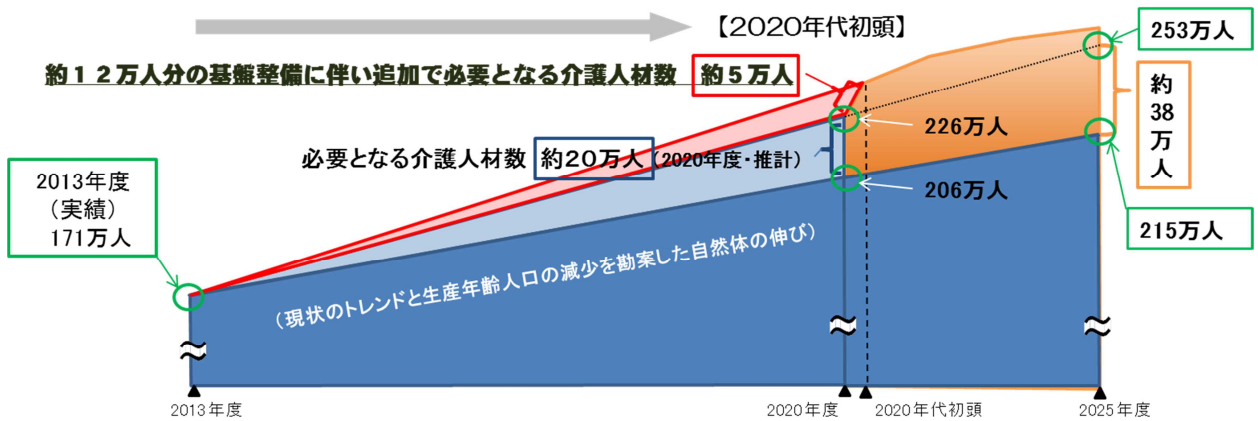 【2020年代初頭】
約１２万人分の基盤整備に伴い追加で必要となる介護人材数 約５万人
253万人
約38万人
226万人
必要となる介護人材数 約20万人（2020年度・推計）
206万人
2013年度
（実績）
171万人
215万人
（現状のトレンドと生産年齢人口の減少を勘案した自然体の伸び）
2013年度
2020年度
2020年代初頭
2025年度